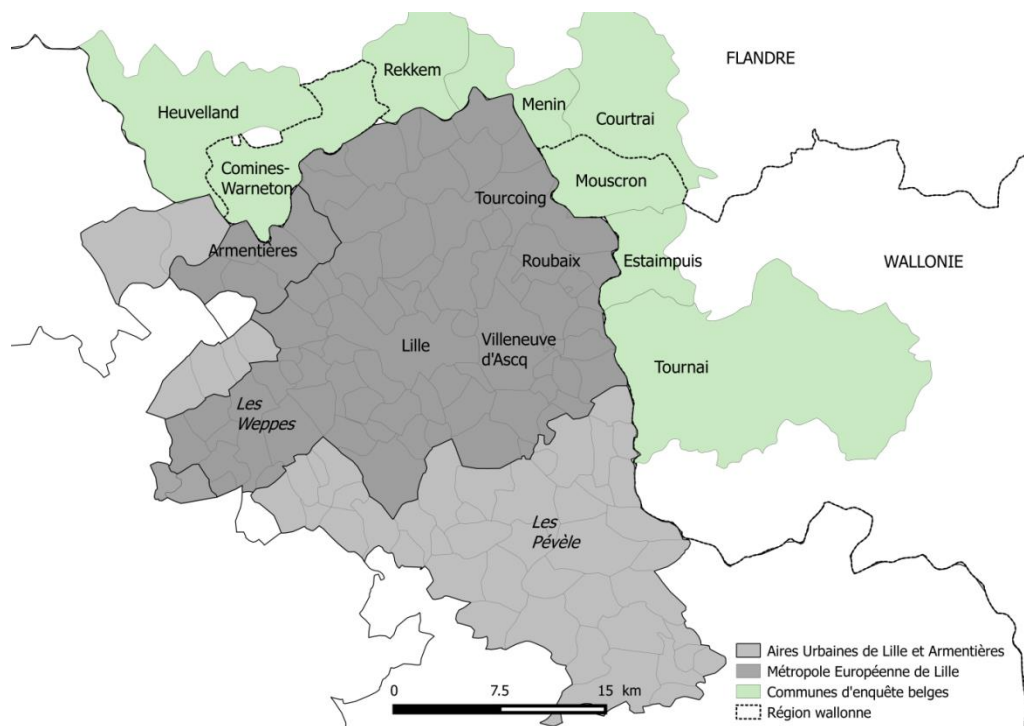 FLANDRE
Rekkem
Heuvelland
Menin
Courtrai
Comines-
Warneton
Mouscron
Tourcoing
Armentières
Roubaix
Estaimpuis
WALLONIE
Lille
Villeneuve
d'Ascq
Tournai
Les
Weppes
Les
Pévèle
Aires Urbaines de Lille et Armentières
Métropole Européenne de Lille
Communes d'enquête belges
Région wallonne
0 7.5 15 km